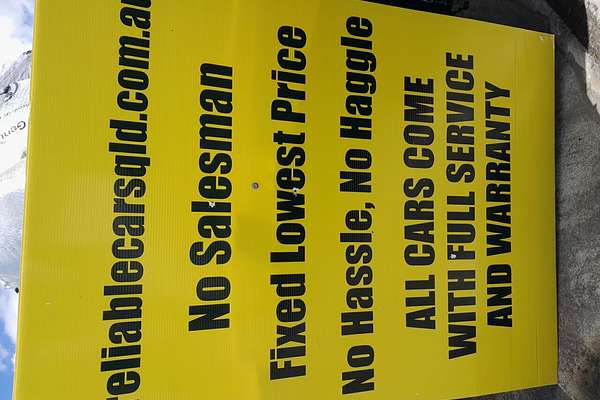 reliablecarsqld.com.au
No Salesman
Fixed Lowest Price
No Hassle, No Haggle
ALL CARS COME
WITH FULL SERVICE
AND WARRANTY